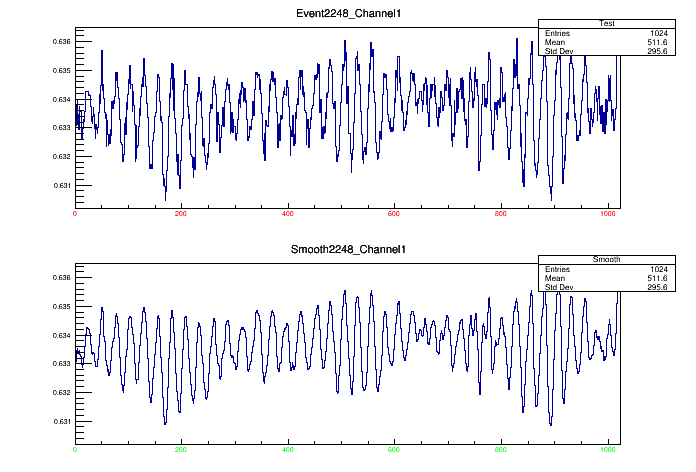 Event2248_Channel1
Test
Entries 1024
Mean 511.6
Std Dev 295.6
0.636
0.635
0.634
0.633
0.632
0.631
0 200 400 600 800 1000
Smooth2248_Channel1
Smooth
Entries 1024
Mean 511.6
Std Dev 295.6
0.636
0.635
0.634
0.633
0.632
0.631
0 200 400 600 800 1000